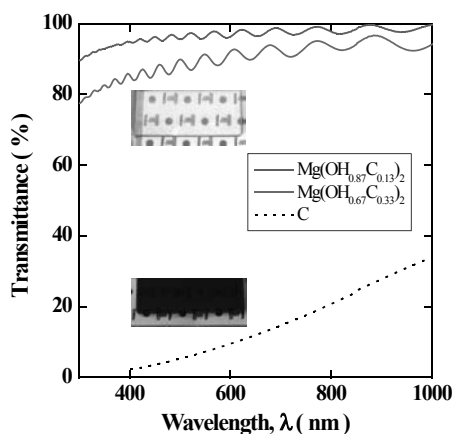 100
80
60
40
20
0
Transmittance ( %)
Mg(OH0.87C0.13)2
Mg(OH0.67C0.33)2
C
400 600 800 1000
Wavelength, λ ( nm)